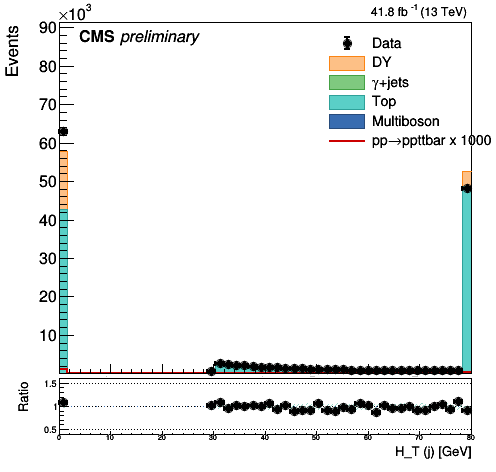 ×10³
41.8 fb⁻¹ (13 TeV)
Events
90
80
70
60
50
40
30
20
10
CMS preliminary
Data
DY
γ+jets
Top
Multiboson
pp→ppttbar x 1000
Ratio
1.5
1
0.5
0 10 20 30 40 50 60 70 80
H_T (j) [GeV]